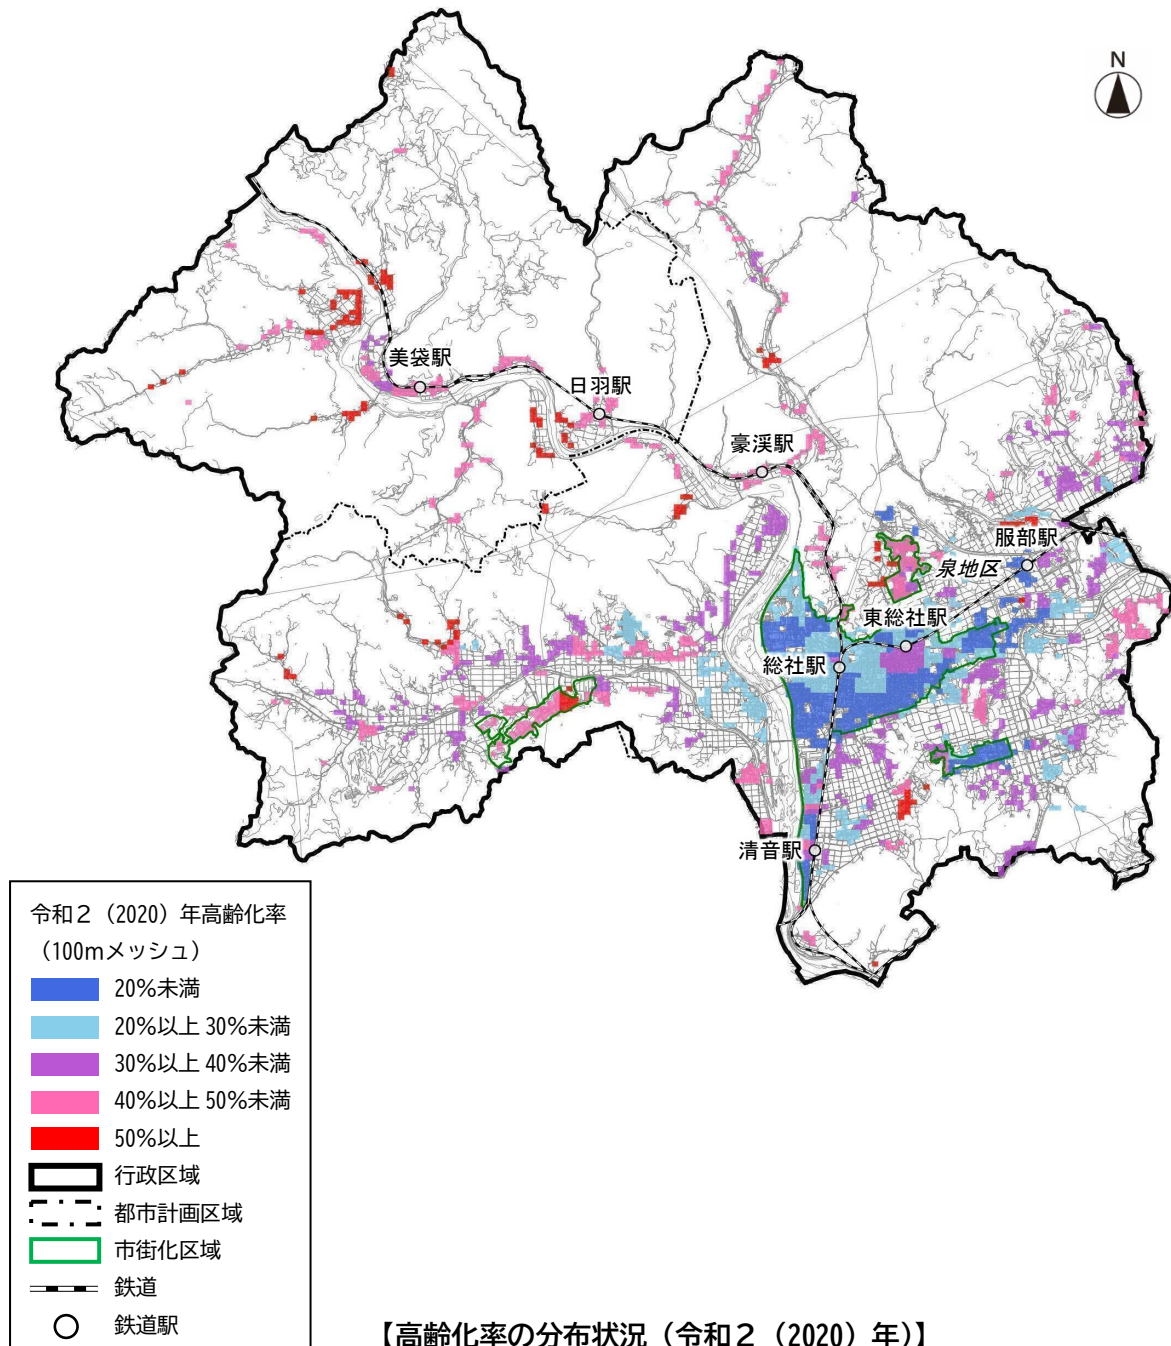 N
美袋駅
日羽駅
豪渓駅
服部駅
泉地区
東総社駅
総社駅
清音駅
令和２（2020）年高齢化率
（100mメッシュ）
20％未満
20％以上 30％未満
30％以上 40％未満
40％以上 50％未満
50％以上
行政区域
都市計画区域
市街化区域
鉄道
鉄道駅
【高齢化率の分布状況（令和２（2020）年）】